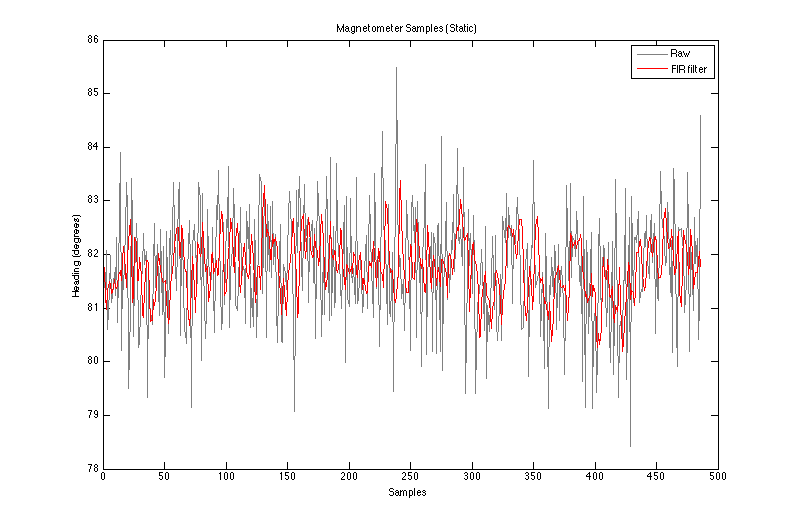 Magnetometer Samples (Static)
Raw
FIR filter
Heading (degrees)
86
85
84
83
82
81
80
79
78
0 50 100 150 200 250 300 350 400 450 500
Samples